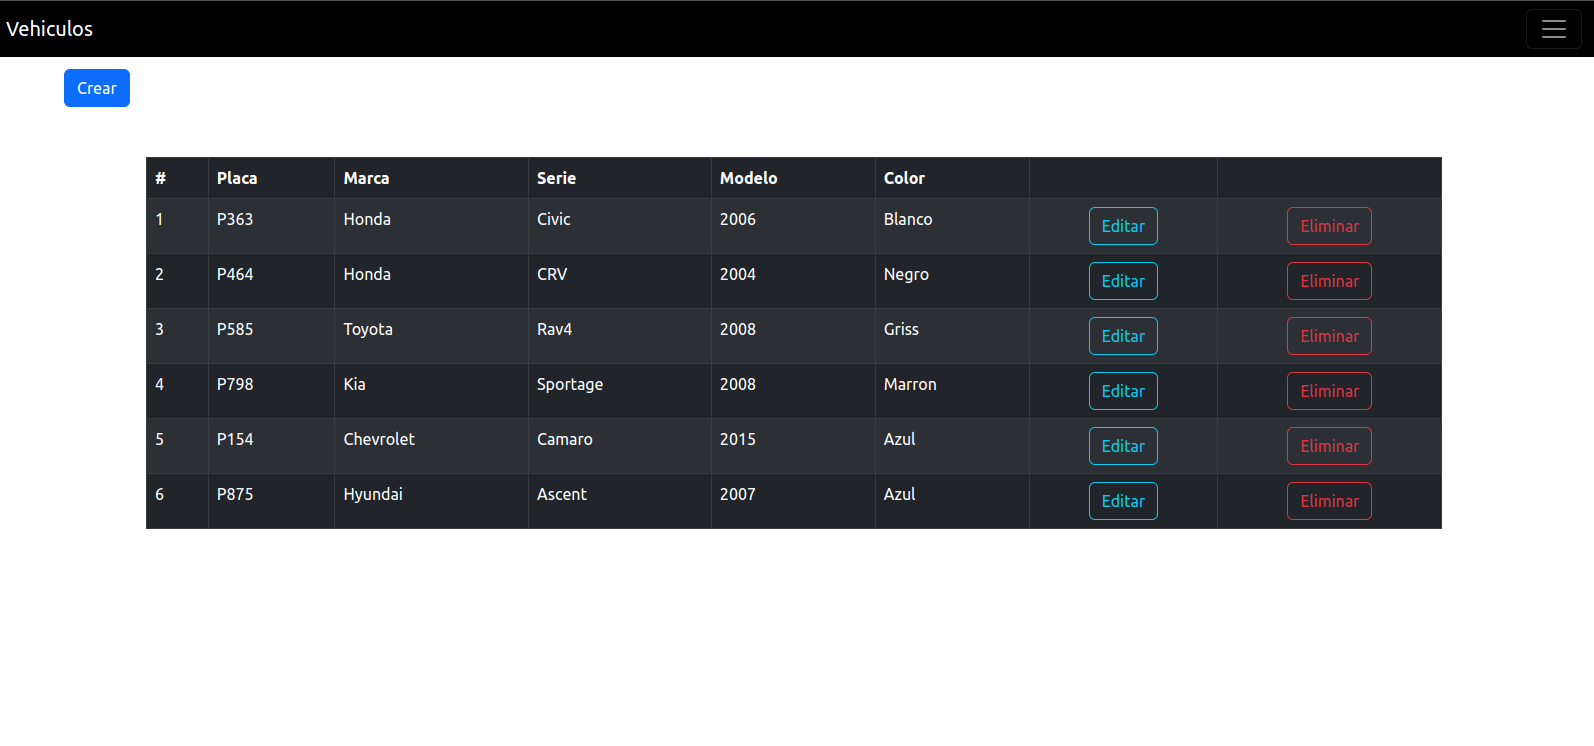 Vehiculos
Crear
# Placa Marca Serie Modelo Color
1 P363 Honda Civic 2006 Blanco Editar Eliminar
2 P464 Honda CRV 2004 Negro Editar Eliminar
3 P585 Toyota Rav4 2008 Griss Editar Eliminar
4 P798 Kia Sportage 2008 Marron Editar Eliminar
5 P154 Chevrolet Camaro 2015 Azul Editar Eliminar
6 P875 Hyundai Ascent 2007 Azul Editar Eliminar